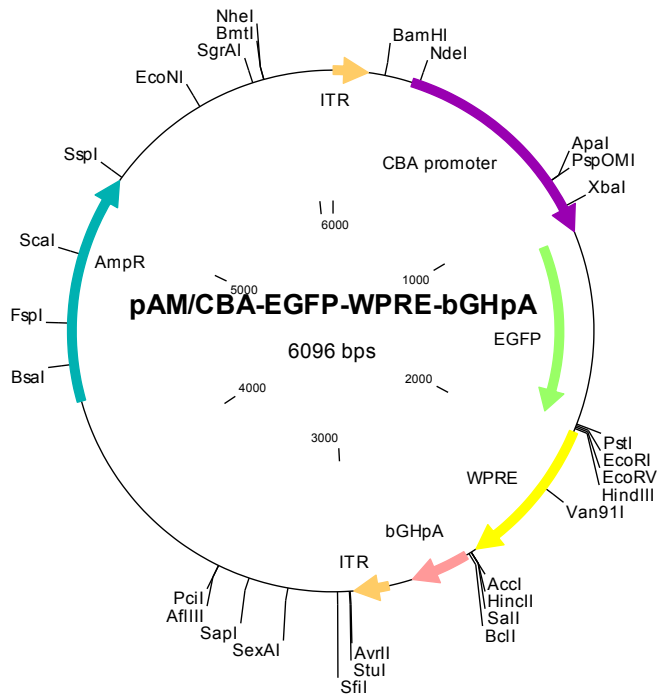 NheI
BmtI
SgrAI
EcoNI
SspI
ScaI
FspI
BsaI
AmpR
ITR
BamHI
NdeI
CBA promoter
ApaI
PspOMI
XbaI
6000
1000
5000
pAM/CBA-EGFP-WPRE-bGHpA
6096 bps
EGFP
4000
2000
3000
PstI
EcoRI
EcoRV
HindIII
WPRE
Van91I
bGHpA
ITR
AccI
HincII
SalI
BclI
PciI
AflIII
SapI
SexAI
AvrII
StuI
SfiI